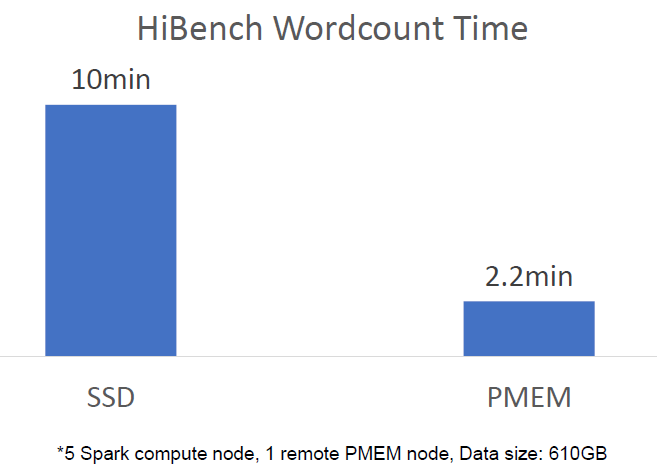 HiBench Wordcount Time
10min
2.2min
SSD
PMEM
*5 Spark compute node, 1 remote PMEM node, Data size: 610GB